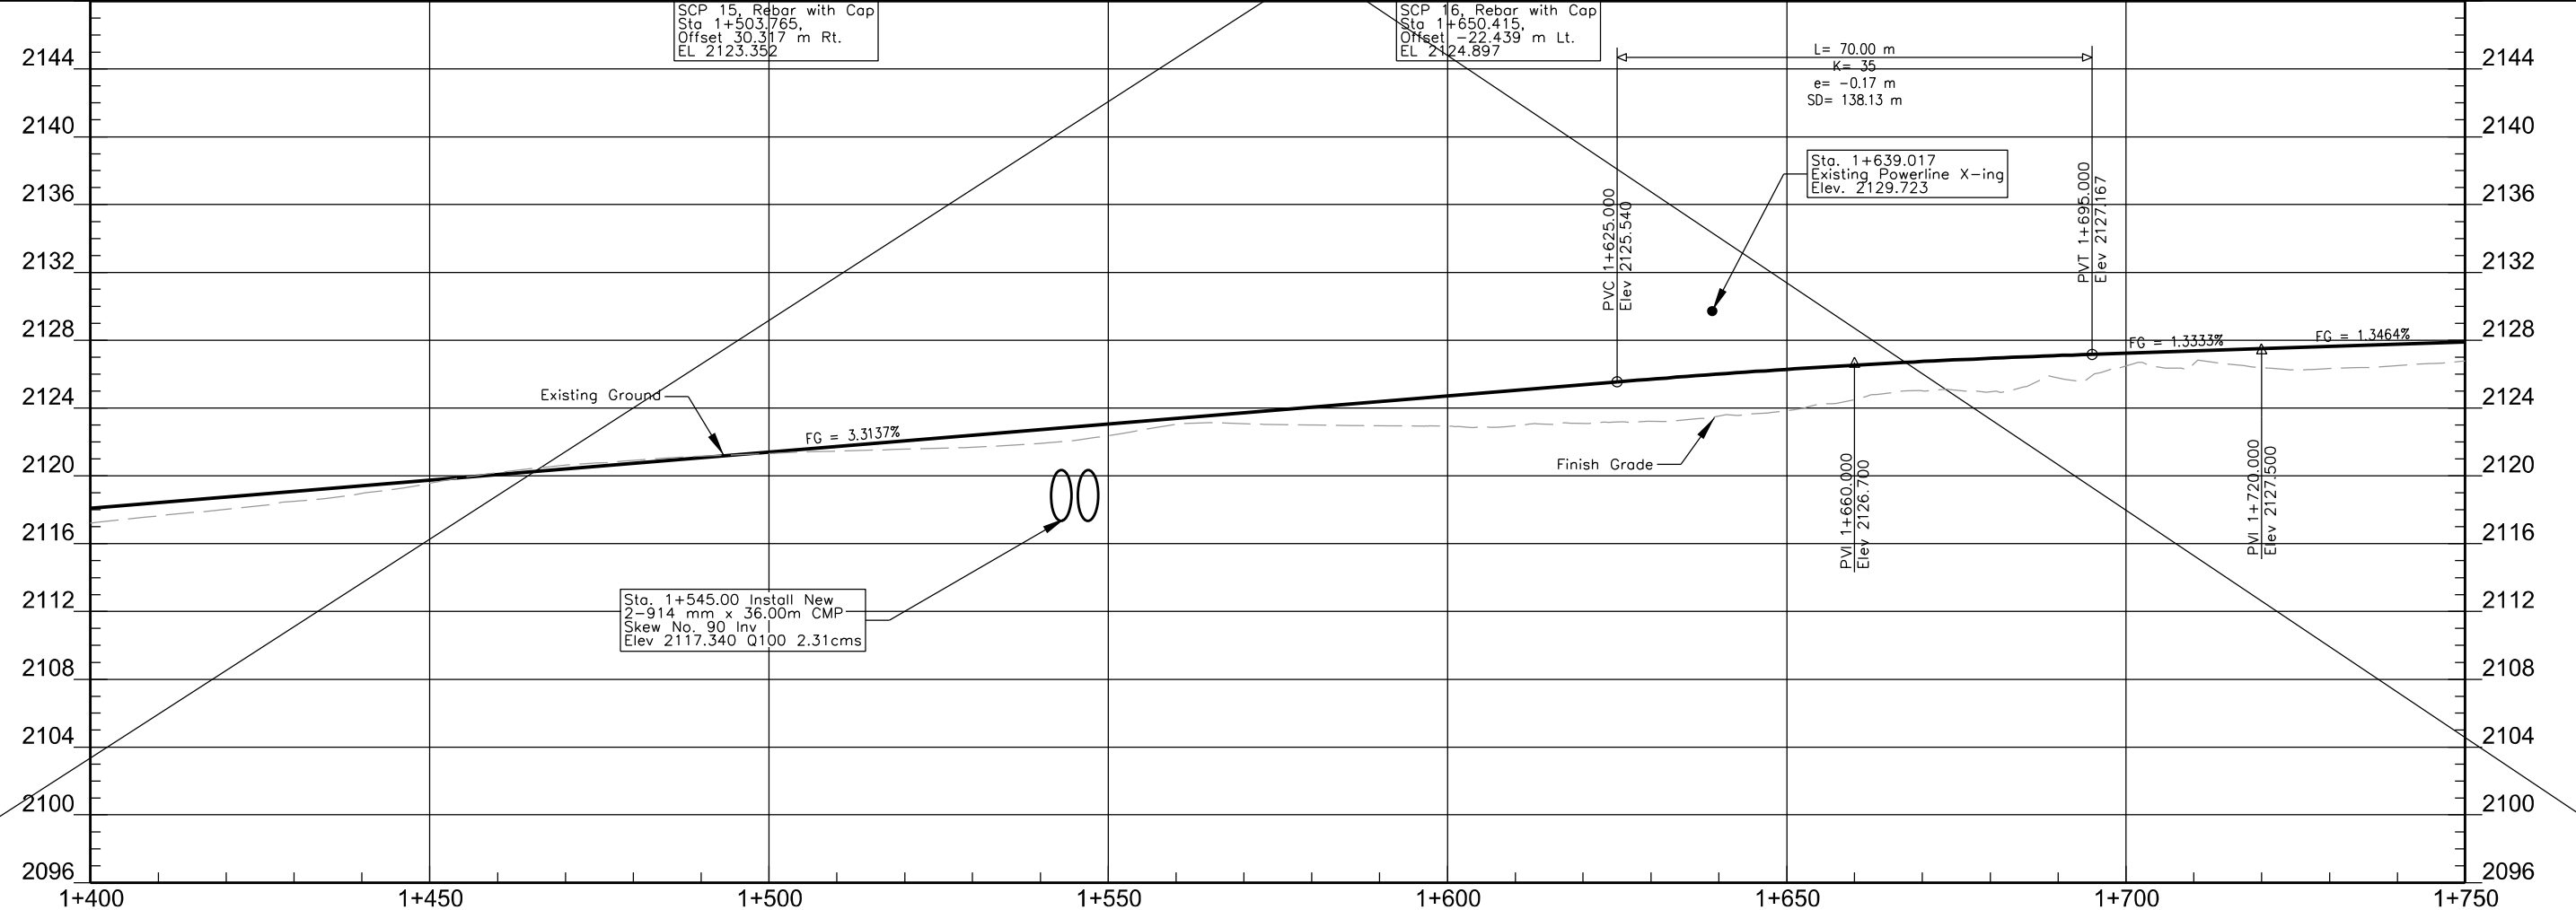 SCP 15, Rebar with Cap
Sta 1+503.765,
Offset 30.317 m Rt.
EL 2123.352
SCP 16, Rebar with Cap
Sta 1+650.415,
Offset -22.439 m Lt.
EL 2124.897
L= 70.00 m
K= 35
e= -0.17 m
SD= 138.13 m
Sta. 1+639.017
Existing Powerline X-ing
Elev. 2129.723
PVC 1+625.000
Elev 2125.540
PVT 1+695.000
Elev 2127.167
FG = 1.3333%
FG = 1.3464%
Existing Ground
FG = 3.3137%
Finish Grade
PVI 1+660.000
Elev 2126.700
PVI 1+720.000
Elev 2127.500
Sta. 1+545.00 Install New
2-914 mm x 36.00m CMP
Skew No. 90 Inv
Elev 2117.340 Q100 2.31cms
2144
2140
2136
2132
2128
2124
2120
2116
2112
2108
2104
2100
2096
2144
2140
2136
2132
2128
2124
2120
2116
2112
2108
2104
2100
2096
1+400 1+450 1+500 1+550 1+600 1+650 1+700 1+750